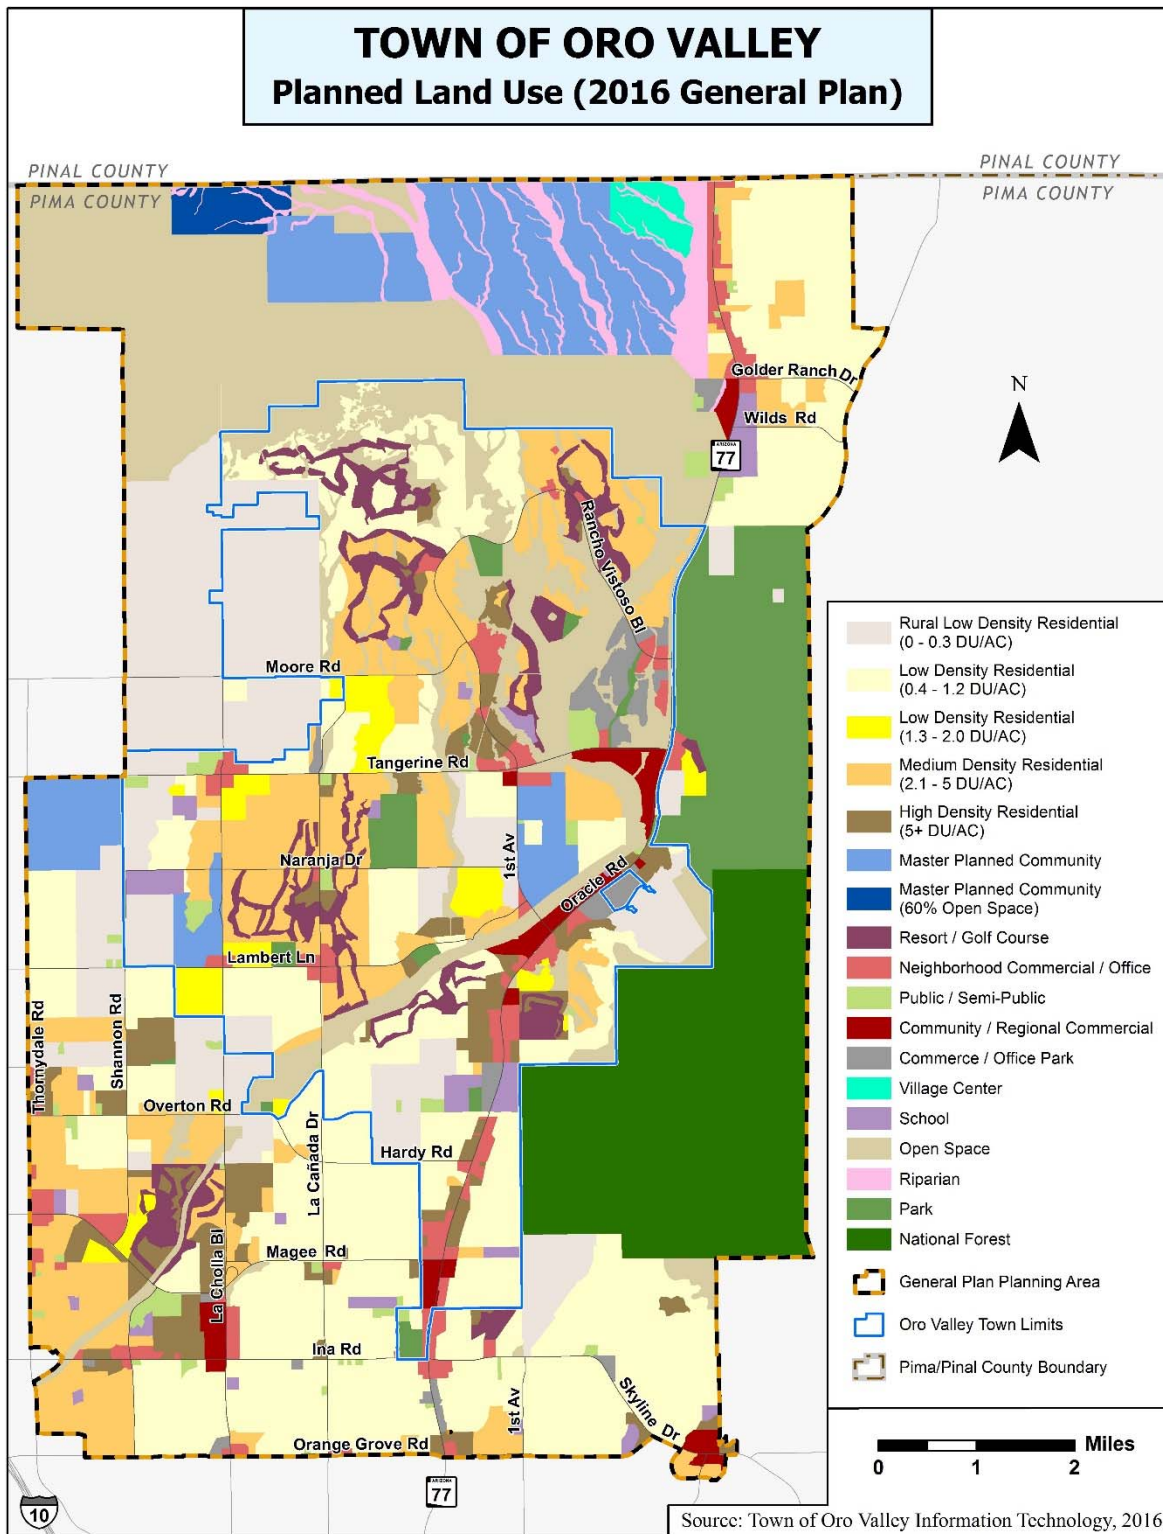 TOWN OF ORO VALLEY
Planned Land Use (2016 General Plan)
PINAL COUNTY
PIMA COUNTY
PINAL COUNTY
PIMA COUNTY
Golder Ranch Dr
Wilds Rd
ARIZONA
77
N
Rancho Vistoso Bl
Moore Rd
Tangerine Rd
Naranja Dr
1st Av
Oracle Rd
Lambert Ln
Thornydale Rd
Shannon Rd
Overton Rd
La Cañada Dr
Hardy Rd
La Cholla Bl
Magee Rd
Ina Rd
1st Av
Skyline Dr
Orange Grove Rd
ARIZONA
77
10
Rural Low Density Residential
(0 - 0.3 DU/AC)
Low Density Residential
(0.4 - 1.2 DU/AC)
Low Density Residential
(1.3 - 2.0 DU/AC)
Medium Density Residential
(2.1 - 5 DU/AC)
High Density Residential
(5+ DU/AC)
Master Planned Community
Master Planned Community
(60% Open Space)
Resort / Golf Course
Neighborhood Commercial / Office
Public / Semi-Public
Community / Regional Commercial
Commerce / Office Park
Village Center
School
Open Space
Riparian
Park
National Forest
General Plan Planning Area
Oro Valley Town Limits
Pima/Pinal County Boundary
Miles
0 1 2
Source: Town of Oro Valley Information Technology, 2016